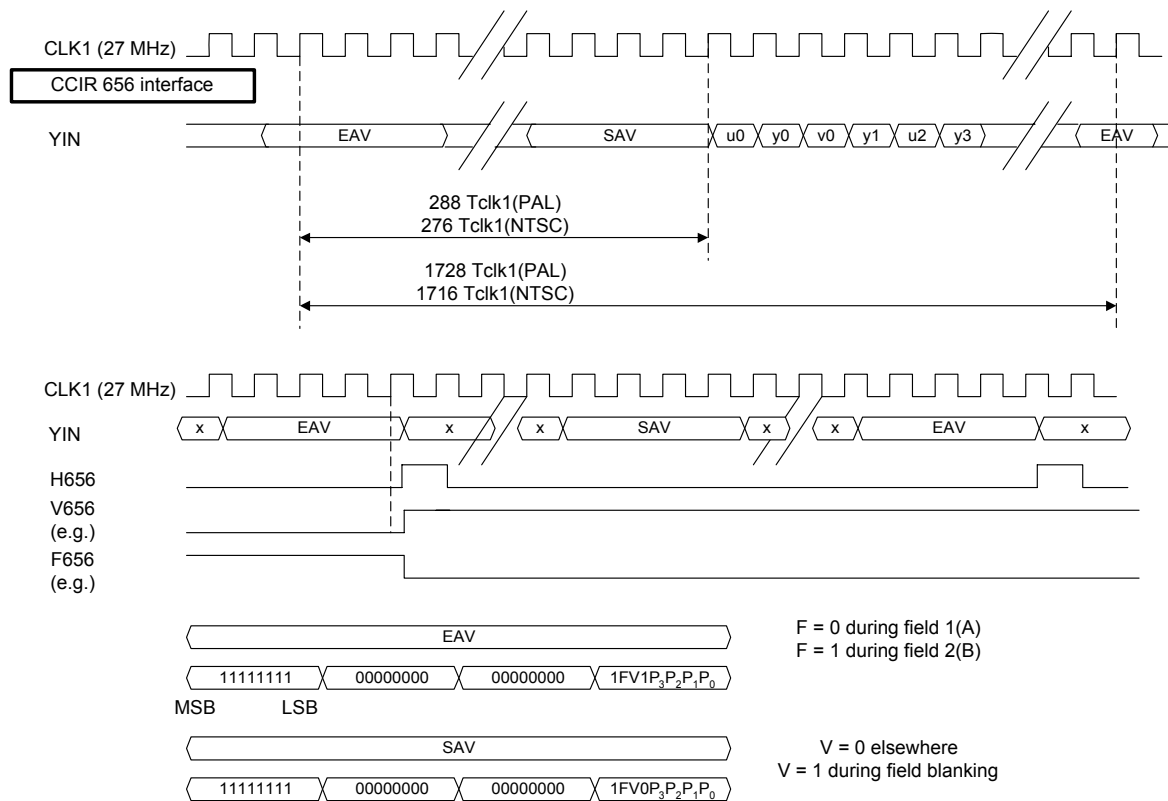 CLK1 (27 MHz)
CCIR 656 interface
YIN
EAV
SAV
u0
y0
v0
y1
u2
y3
EAV
288 Tclk1(PAL)
276 Tclk1(NTSC)
1728 Tclk1(PAL)
1716 Tclk1(NTSC)
CLK1 (27 MHz)
YIN
x
EAV
x
x
SAV
x
x
EAV
x
H656
V656
(e.g.)
F656
(e.g.)
EAV
11111111
00000000
00000000
1FV1P3P2P1P0
MSB
LSB
F = 0 during field 1(A)
F = 1 during field 2(B)
SAV
11111111
00000000
00000000
1FV0P3P2P1P0
V = 0 elsewhere
V = 1 during field blanking